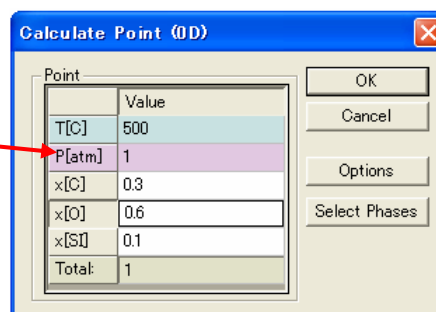 Calculate Point (0D)
Point
Value
T[C] 500
P[atm] 1
x[C] 0.3
x[O] 0.6
x[SI] 0.1
Total: 1
OK
Cancel
Options
Select Phases